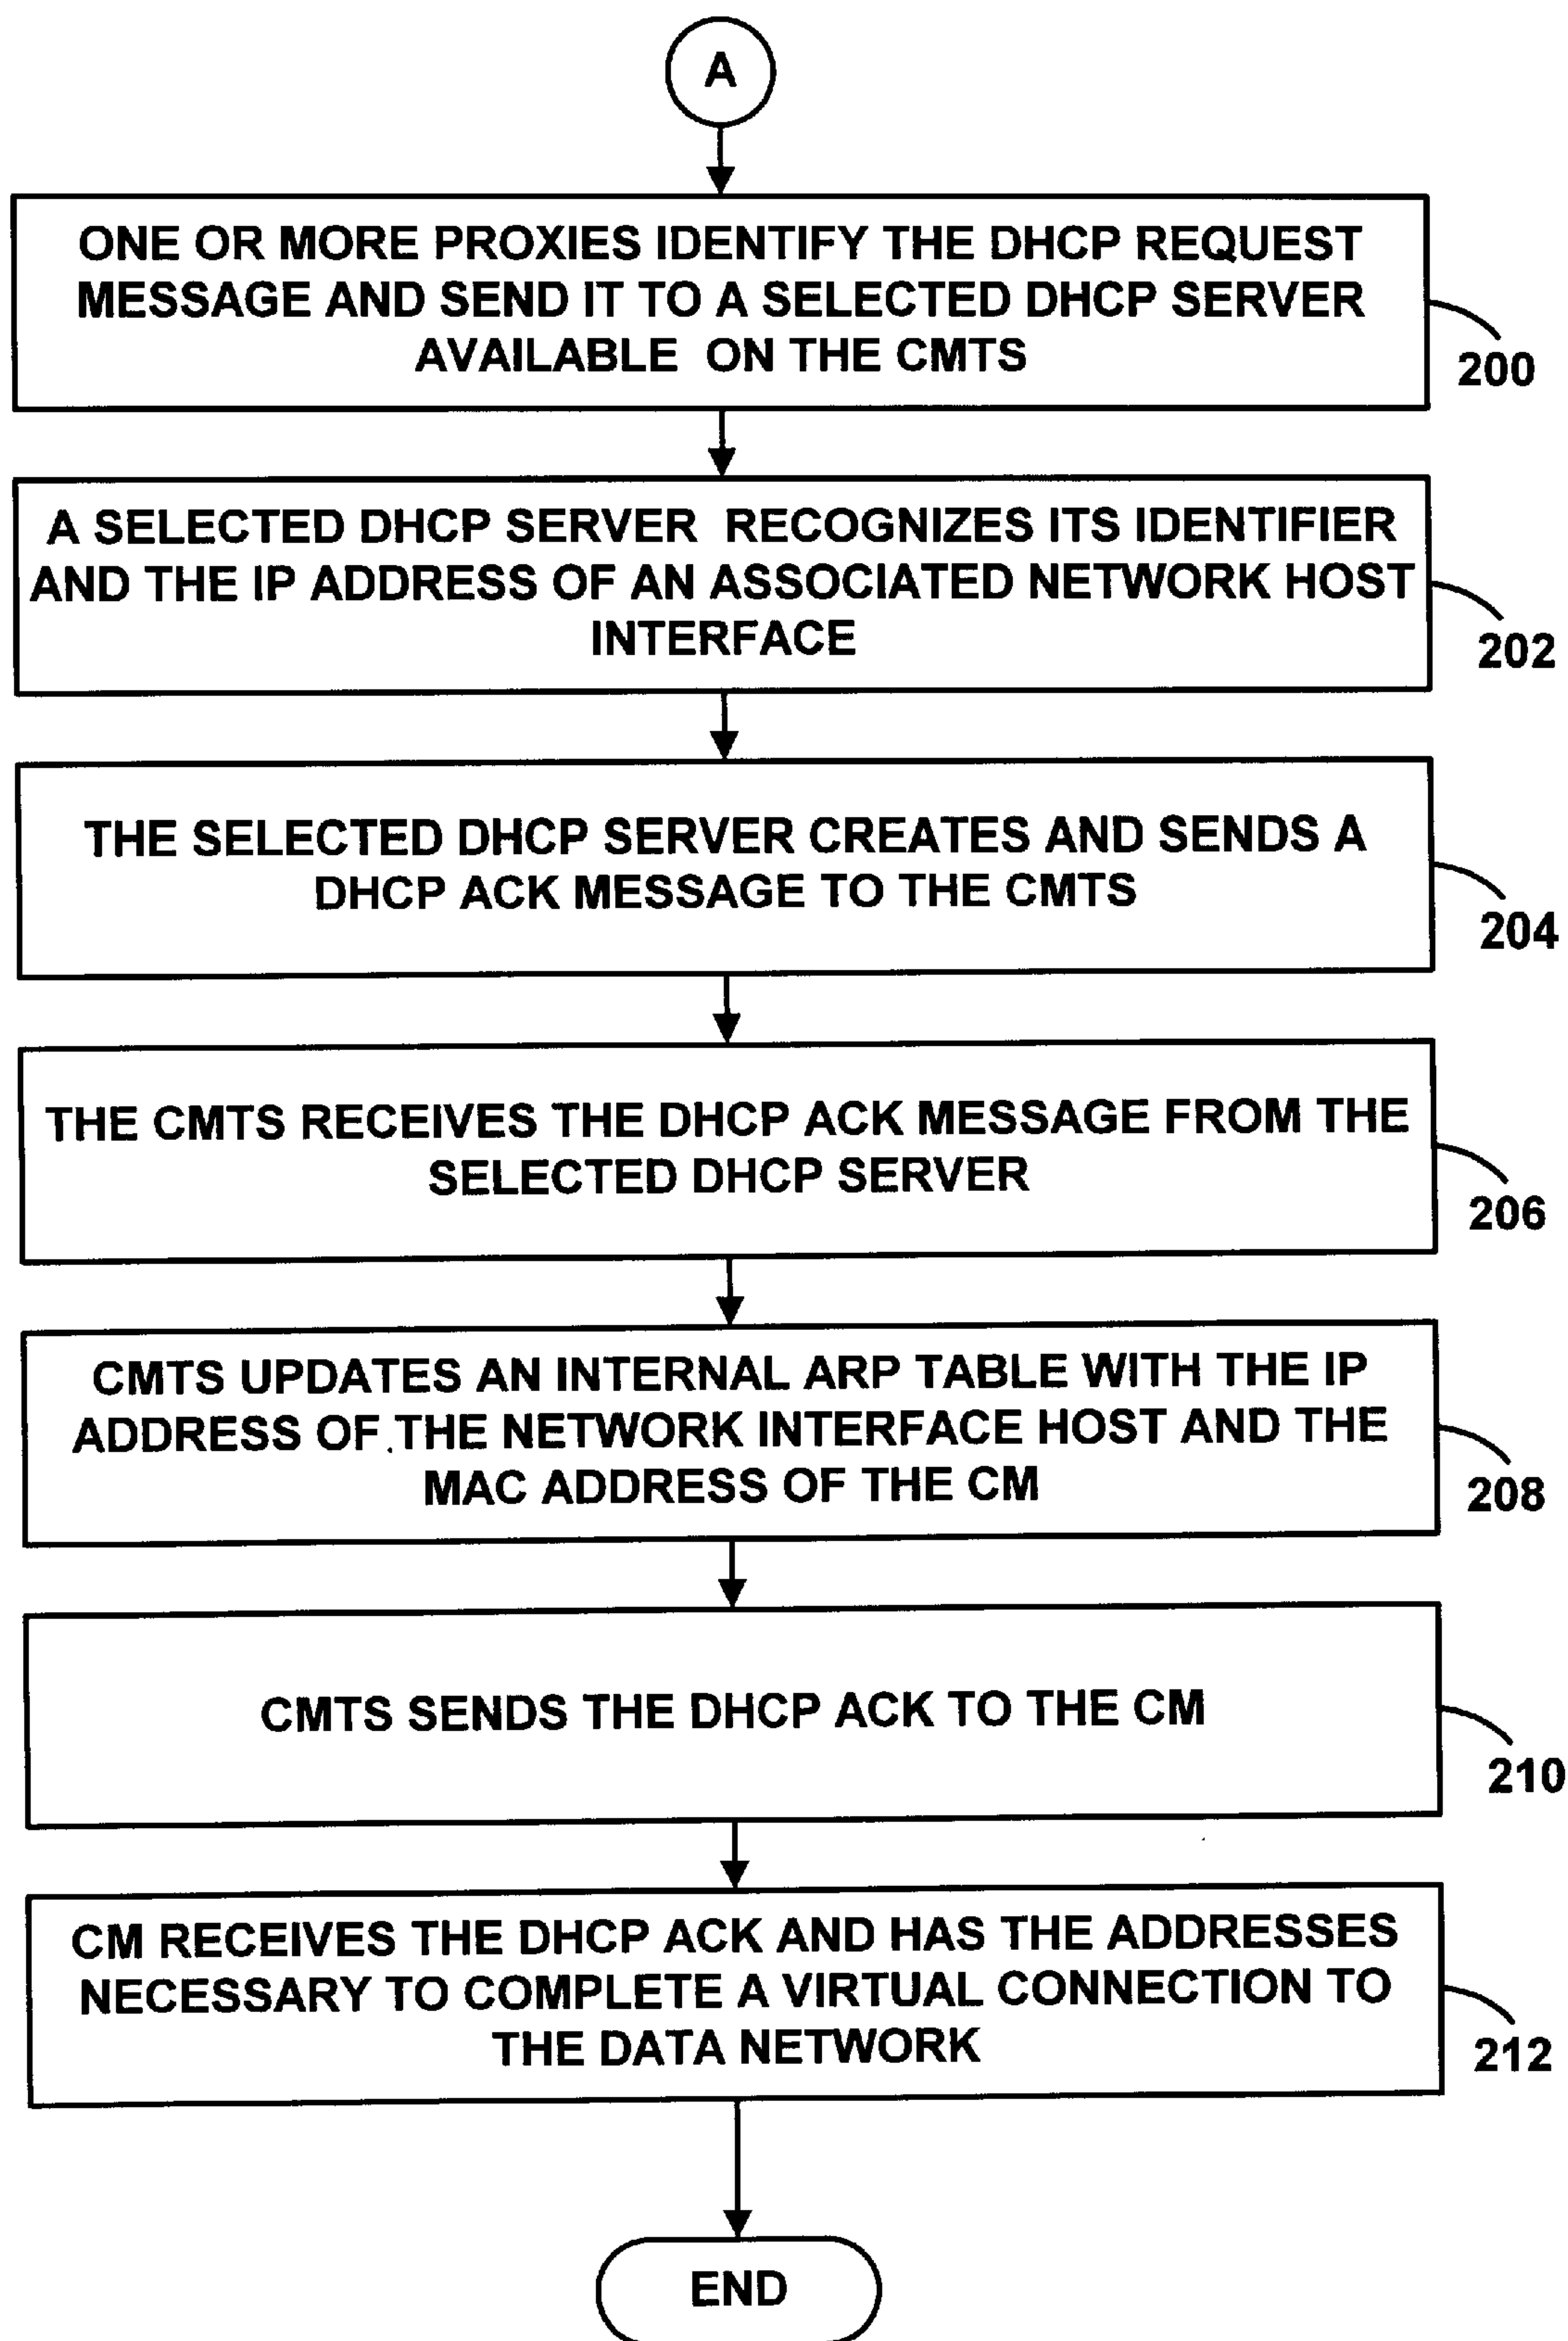 A
ONE OR MORE PROXIES IDENTIFY THE DHCP REQUEST
MESSAGE AND SEND IT TO A SELECTED DHCP SERVER
AVAILABLE ON THE CMTS
200
A SELECTED DHCP SERVER RECOGNIZES ITS IDENTIFIER
AND THE IP ADDRESS OF AN ASSOCIATED NETWORK HOST
INTERFACE
202
THE SELECTED DHCP SERVER CREATES AND SENDS A
DHCP ACK MESSAGE TO THE CMTS
204
THE CMTS RECEIVES THE DHCP ACK MESSAGE FROM THE
SELECTED DHCP SERVER
206
CMTS UPDATES AN INTERNAL ARP TABLE WITH THE IP
ADDRESS OF THE NETWORK INTERFACE HOST AND THE
MAC ADDRESS OF THE CM
208
CMTS SENDS THE DHCP ACK TO THE CM
210
CM RECEIVES THE DHCP ACK AND HAS THE ADDRESSES
NECESSARY TO COMPLETE A VIRTUAL CONNECTION TO
THE DATA NETWORK
212
END